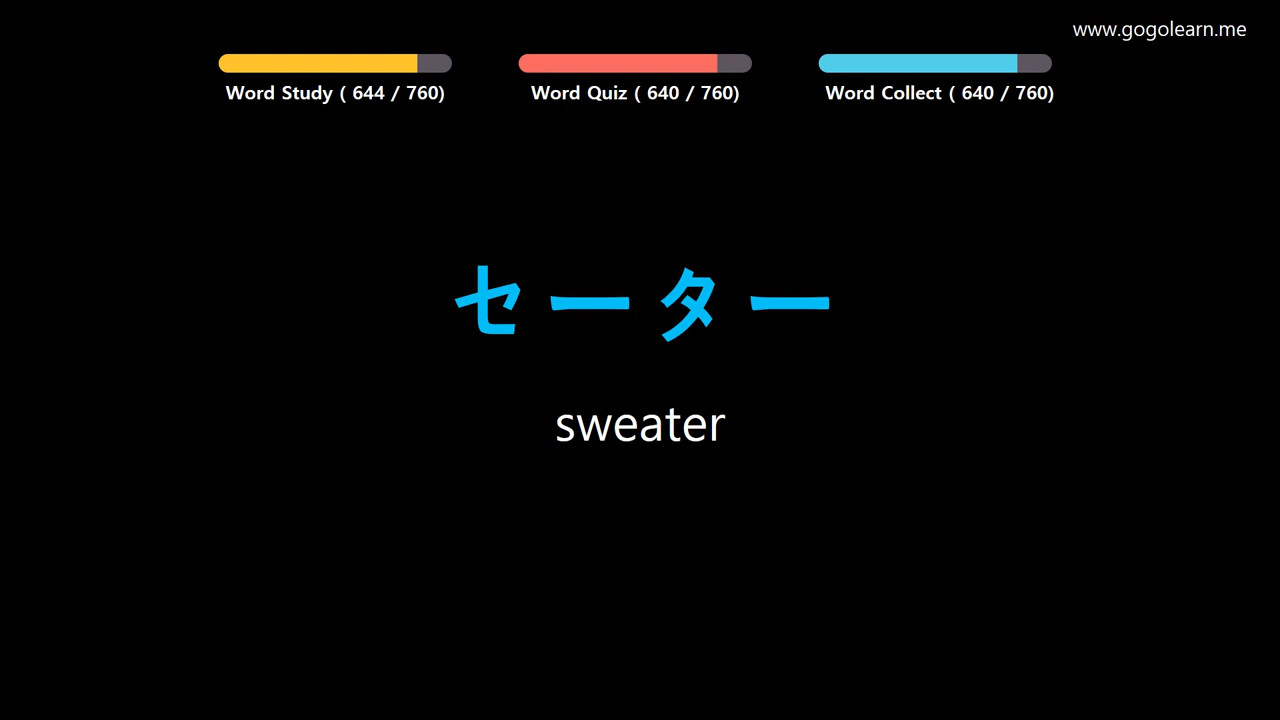 www.gogolearn.me
Word Study ( 644 / 760)
Word Quiz ( 640 / 760)
Word Collect ( 640 / 760)
セーター
sweater